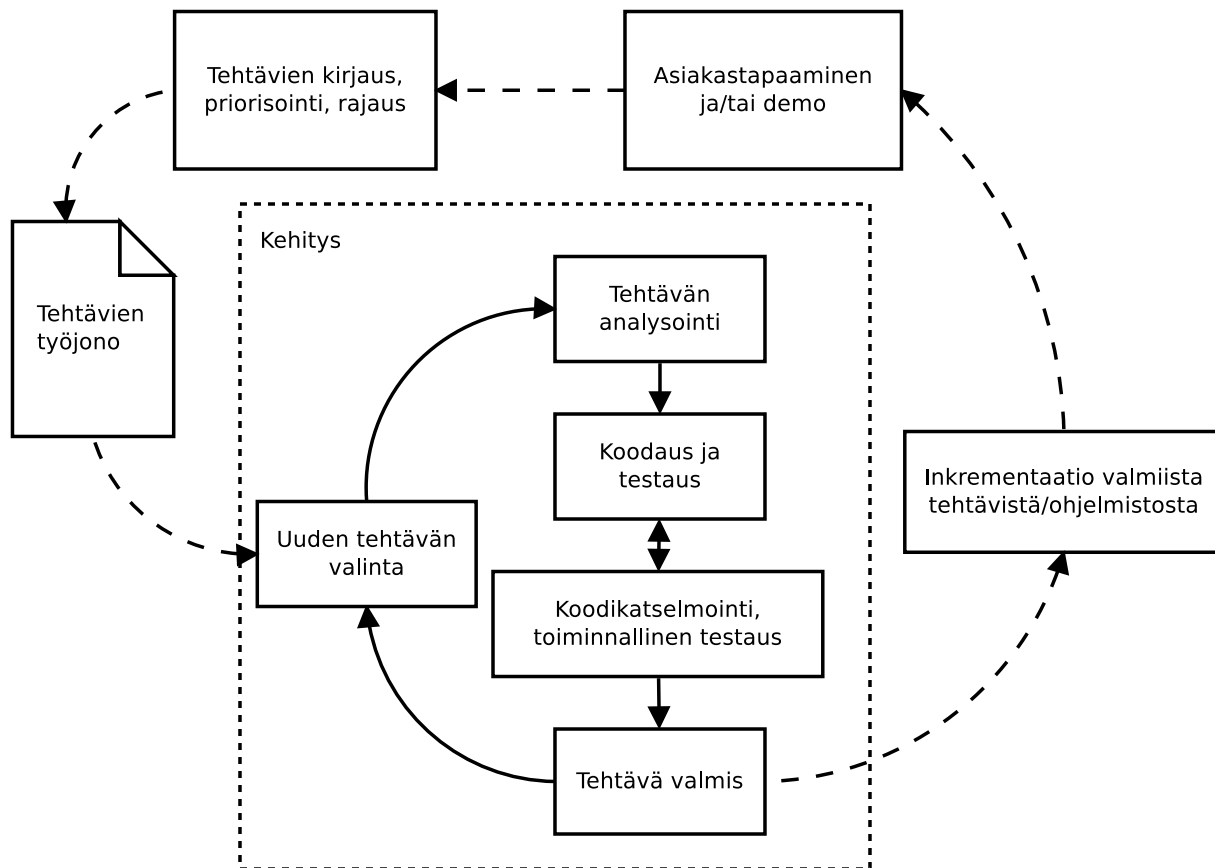 Tehtävien kirjaus,
priorisointi, rajaus
Asiakastapaaminen
ja/tai demo
Tehtävien
työjono
Kehitys
Tehtävän
analysointi
Koodaus ja
testaus
Uuden tehtävän
valinta
Koodikatselmointi,
toiminnallinen testaus
Tehtävä valmis
Inkrementaatio valmiista
tehtävistä/ohjelmistosta